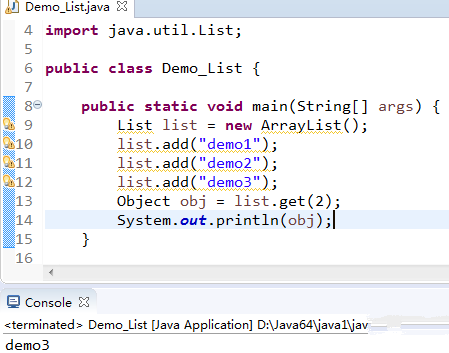 Demo_List.java
4 import java.util.List;
5
6 public class Demo_List {
7
8 public static void main(String[] args) {
9 List list = new ArrayList();
10 list.add("demo1");
11 list.add("demo2");
12 list.add("demo3");
13 Object obj = list.get(2);
14 System.out.println(obj);
15 }
16
Console
<terminated> Demo_List [Java Application] D:\Java64\java1\jav
demo3